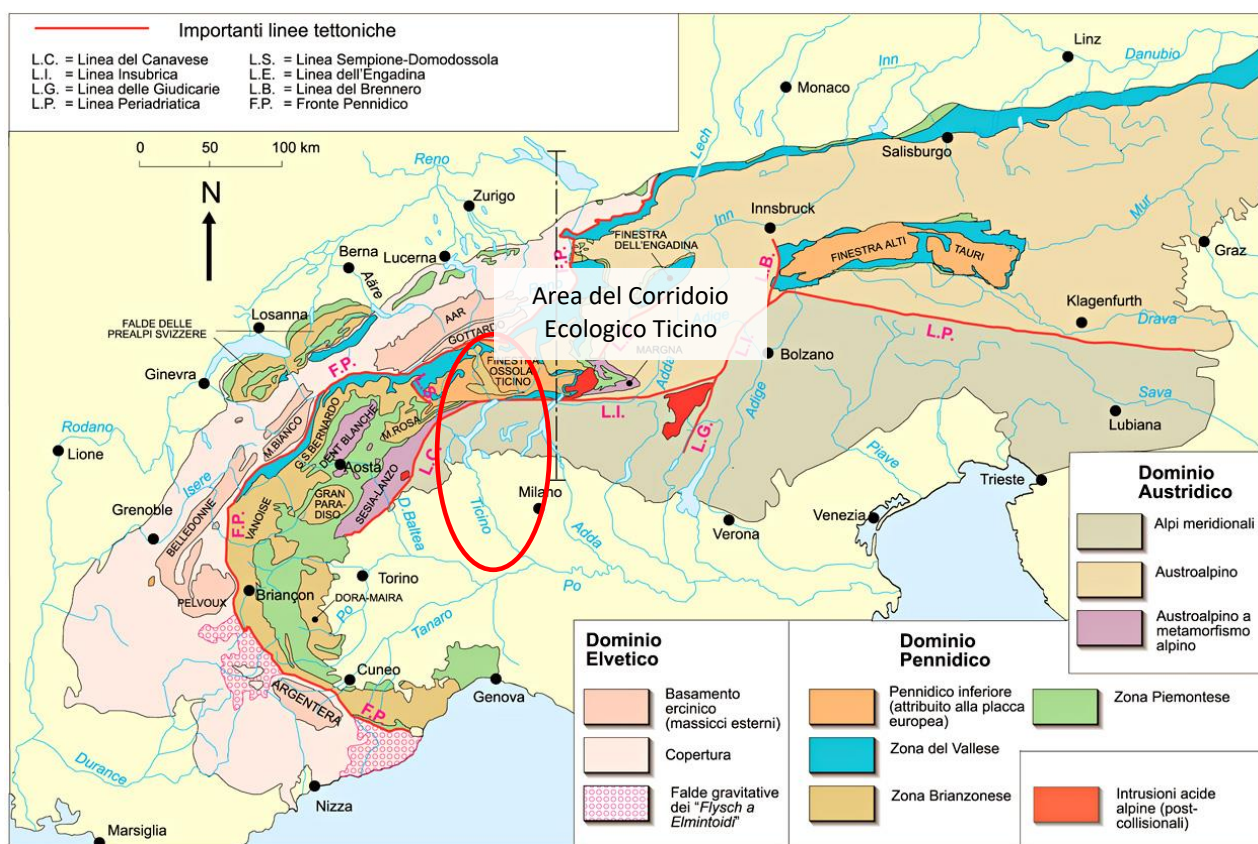 Importanti linee tettoniche
L.C. = Linea del Canavese
L.I. = Linea Insubrica
L.G. = Linea delle Giudicarie
L.P. = Linea Periadriatica
L.S. = Linea Sempione-Domodossola
L.E. = Linea dell'Engadina
L.B. = Linea del Brennero
F.P. = Fronte Pennidico
0 50 100 km
N
Linz
Danubio
Inn
Monaco
Lech
Salisburgo
Reno
Zurigo
Inn
Innsbruck
Mur
FINESTRA
DELL'ENGADINA
FINESTRA ALTI
TAURI
Graz
Berna
Lucerna
Aäre
F.P.
L.B.
Area del Corridoio
Ecologico Ticino
Adige
Klagenfurth
Drava
Losanna
FALDE DELLE
PREALPI SVIZZERE
AAR
GOTTARDO
MARGNA
L.I.
L.P.
Bolzano
Ginevra
F.P.
FINESTRA
OSSOLA
TICINO
Adda
Adige
Sava
Rodano
M.BIANCO
G.S.BERNARDO
DENT BLANCHE
M.ROSA
L.I.
L.G.
Lubiana
Lione
Isere
Aosta
L.C.
Piave
GRAN
PARA-
DISO
SESIA-LANZO
D.Baltea
Ticino
Milano
Trieste
Grenoble
BELLEDONNE
VANOISE
F.P.
Adda
Verona
Venezia
Torino
Po
PELVOUX
Briançon
DORA-MAIRA
Po
Tanaro
Cuneo
Genova
ARGENTERA
F.P.
Durance
Nizza
Marsiglia
Dominio
Austridico
Alpi meridionali
Austroalpino
Austroalpino a
metamorfismo
alpino
Dominio
Elvetico
Basamento
ercinico
(massicci esterni)
Copertura
Falde gravitative
dei "Flysch a
Elmintoidi"
Dominio
Pennidico
Pennidico inferiore
(attribuito alla placca
europea)
Zona del Vallese
Zona Brianzonese
Zona Piemontese
Intrusioni acide
alpine (post-
collisionali)